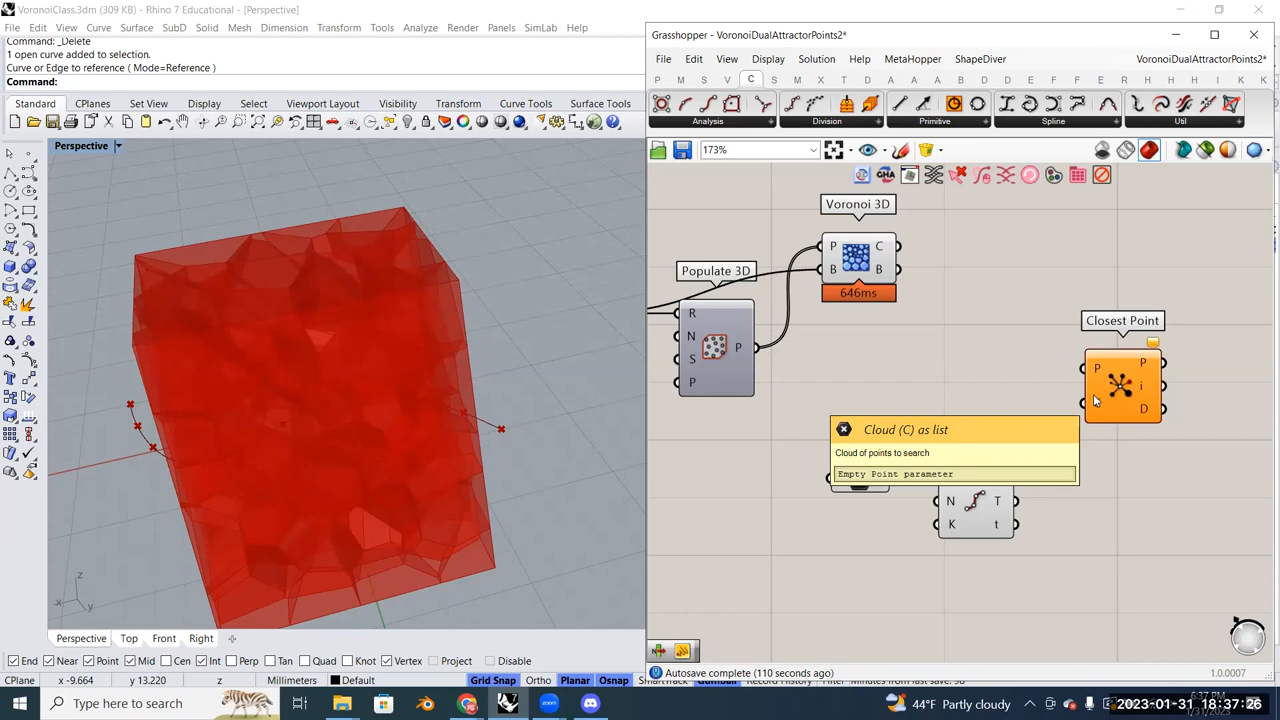 VoronoiClass.3dm (309 KB) - Rhino 7 Educational - [Perspective]
File Edit View Curve Surface SubD Solid Mesh Dimension Transform Tools Analyze Render Panels SimLab Help
Command: _Delete
1 open curve added to selection.
Curve or Edge to reference ( Mode=Reference )
Command:
Standard CPlanes Set View Display Select Viewport Layout Visibility Transform Curve Tools Surface Tools
Perspective
z
x y
Perspective Top Front Right
End Near Point Mid Cen Int Perp Tan Quad Knot Vertex Project Disable
CPlane x -9.864 y 13.220 z Millimeters Default Grid Snap Ortho Planar Osnap
Grasshopper - VoronoiDualAttractorPoints2*
File Edit View Display Solution Help MetaHopper ShapeDiver VoronoiDualAttractorPoints2*
P M S V C S M X T D A A B L E F F E K L S H K
Analysis Division Primitive Spline Util
173%
GHA
Voronoi 3D
P C
B B
646ms
Populate 3D
R
N
S
P
P
Closest Point
P P
i
D
Cloud (C) as list
Cloud of points to search
Empty Point parameter
N T
K t
Autosave complete (110 seconds ago)
1.0.0007
Type here to search
zoom
44°F Partly cloudy
2023-01-31 18:37:26